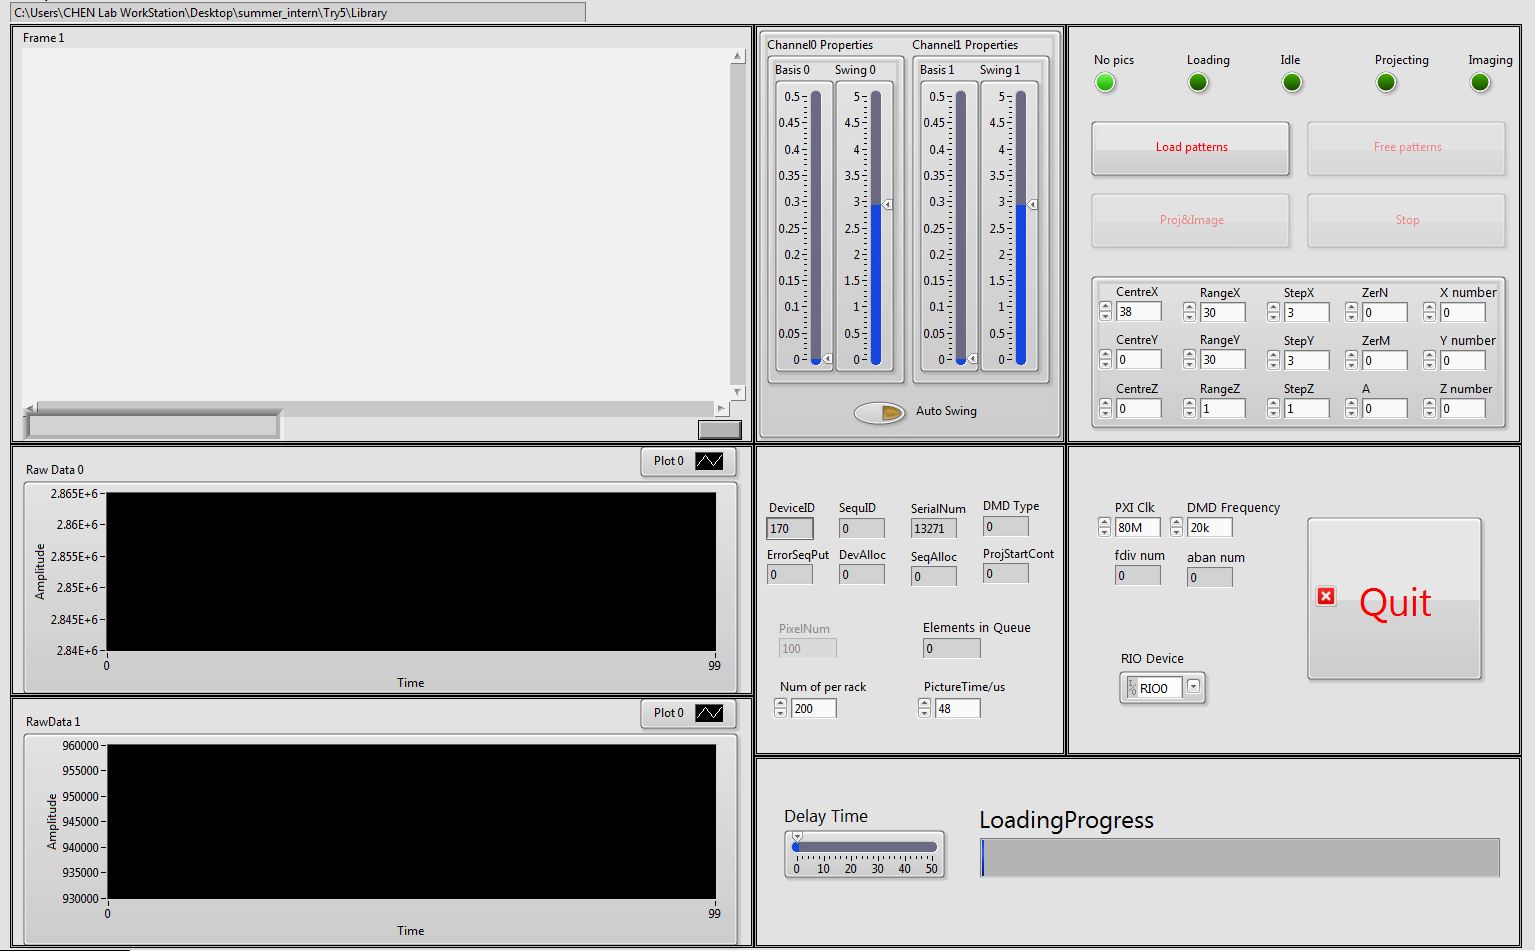 C:\Users\CHEN Lab WorkStation\Desktop\summer_intern\Try5\Library
Frame 1
Channel0 Properties
Channel1 Properties
Basis 0
Swing 0
Basis 1
Swing 1
0.5
0.45
0.4
0.35
0.3
0.25
0.2
0.15
0.1
0.05
0
5
4.5
4
3.5
3
2.5
2
1.5
1
0.5
0
0.5
0.45
0.4
0.35
0.3
0.25
0.2
0.15
0.1
0.05
0
5
4.5
4
3.5
3
2.5
2
1.5
1
0.5
0
Auto Swing
No pics
Loading
Idle
Projecting
Imaging
Load patterns
Free patterns
Proj&Image
Stop
CentreX
RangeX
StepX
ZerN
X number
38
30
3
0
0
CentreY
RangeY
StepY
ZerM
Y number
0
30
3
0
0
CentreZ
RangeZ
StepZ
A
Z number
0
1
1
0
0
Raw Data 0
Plot 0
2.865E+6
2.86E+6
2.855E+6
2.85E+6
2.845E+6
2.84E+6
Amplitude
0
99
Time
RawData 1
Plot 0
960000
955000
950000
945000
940000
935000
930000
Amplitude
0
99
Time
DeviceID
SequID
SerialNum
DMD Type
170
0
13271
0
ErrorSeqPut
DevAlloc
SeqAlloc
ProjStartCont
0
0
0
0
PixelNum
100
Elements in Queue
0
Num of per rack
200
PictureTime/us
48
PXI Clk
DMD Frequency
80M
20k
fdiv num
aban num
0
0
RIO Device
I/O
RIO0
Quit
Delay Time
0 10 20 30 40 50
LoadingProgress